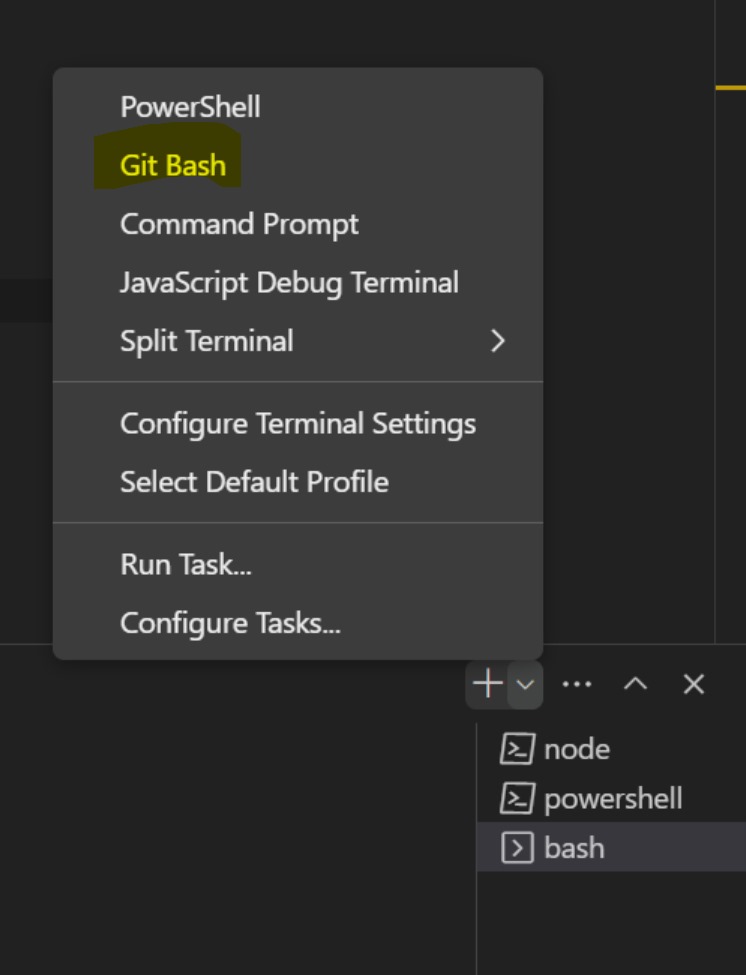 PowerShell
Git Bash
Command Prompt
JavaScript Debug Terminal
Split Terminal
Configure Terminal Settings
Select Default Profile
Run Task...
Configure Tasks...
node
powershell
bash